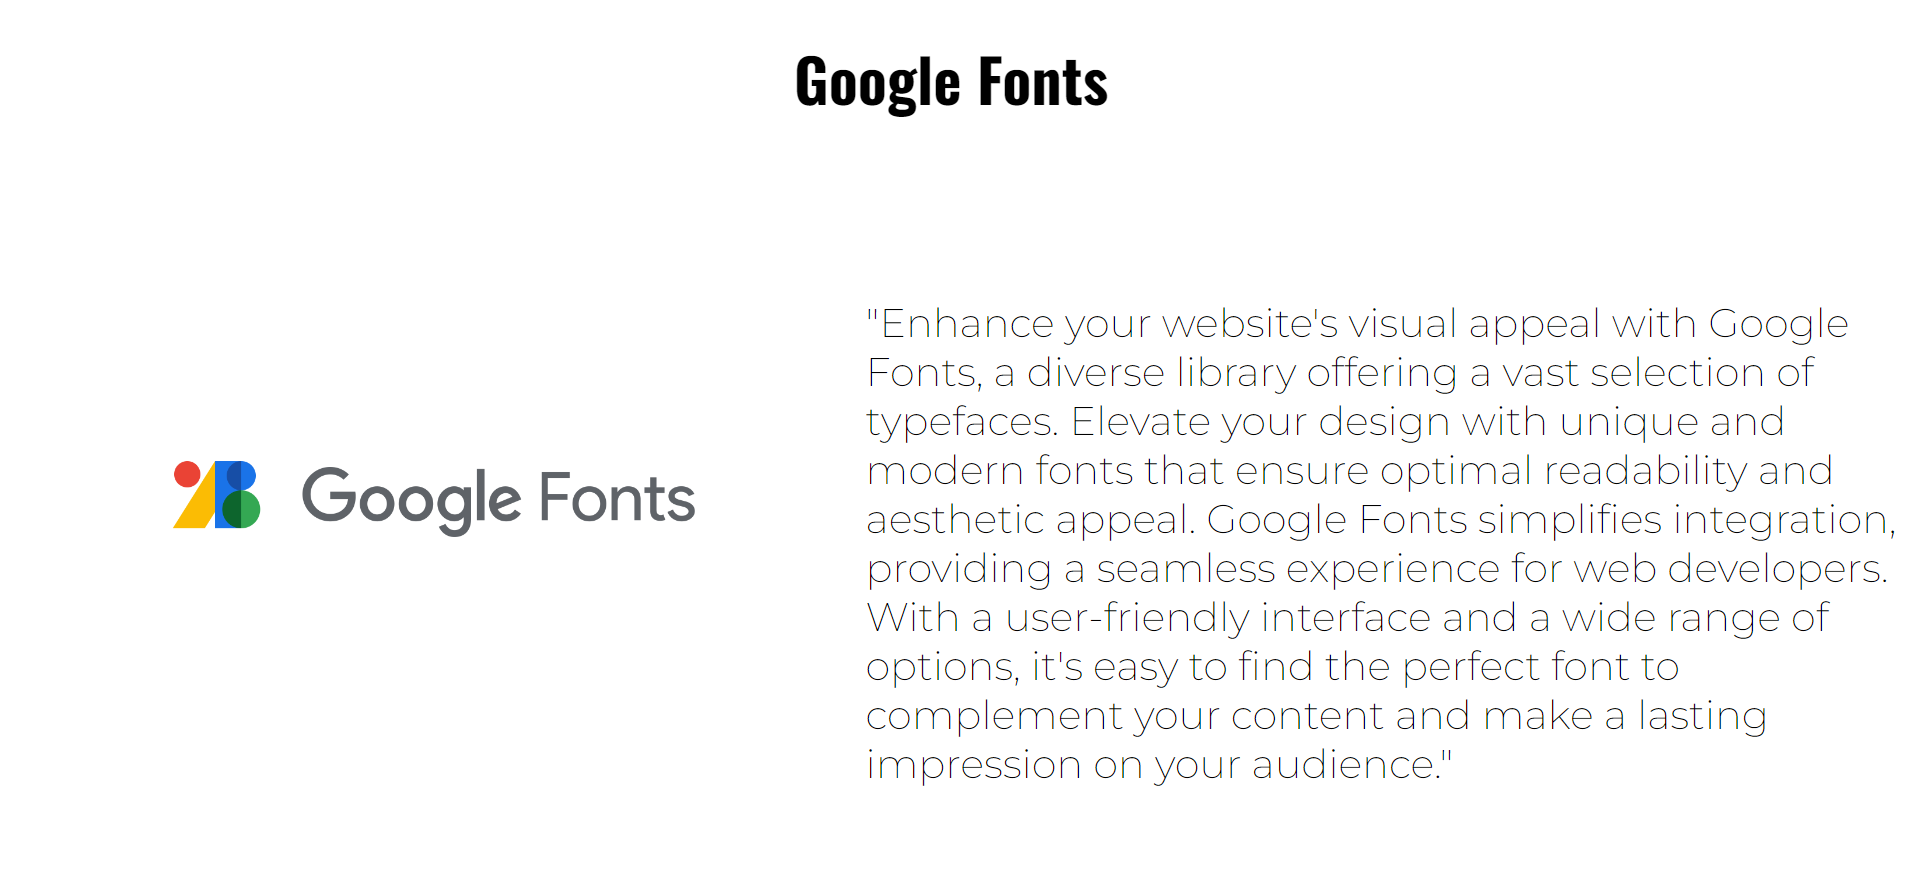 Google Fonts
Google Fonts
"Enhance your website's visual appeal with Google
Fonts, a diverse library offering a vast selection of
typefaces. Elevate your design with unique and
modern fonts that ensure optimal readability and
aesthetic appeal. Google Fonts simplifies integration,
providing a seamless experience for web developers.
With a user-friendly interface and a wide range of
options, it's easy to find the perfect font to
complement your content and make a lasting
impression on your audience."